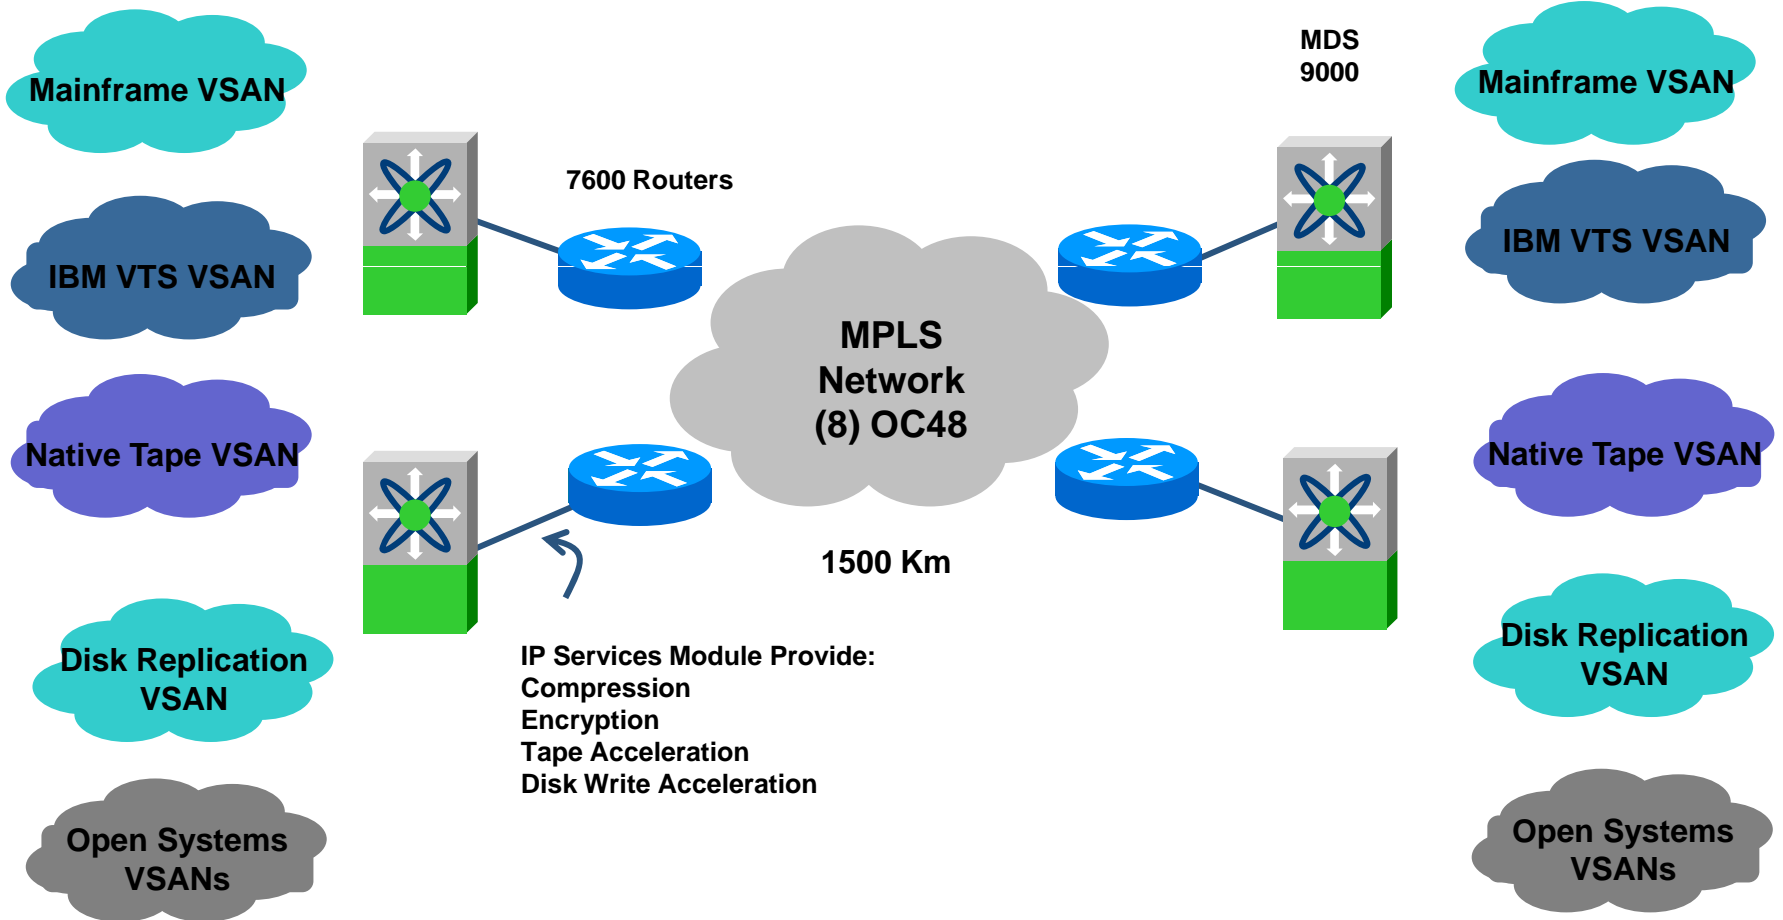 Mainframe VSAN
IBM VTS VSAN
Native Tape VSAN
Disk Replication
VSAN
Open Systems
VSANs
7600 Routers
MPLS
Network
(8) OC48
1500 Km
IP Services Module Provide:
Compression
Encryption
Tape Acceleration
Disk Write Acceleration
MDS
9000
Mainframe VSAN
IBM VTS VSAN
Native Tape VSAN
Disk Replication
VSAN
Open Systems
VSANs